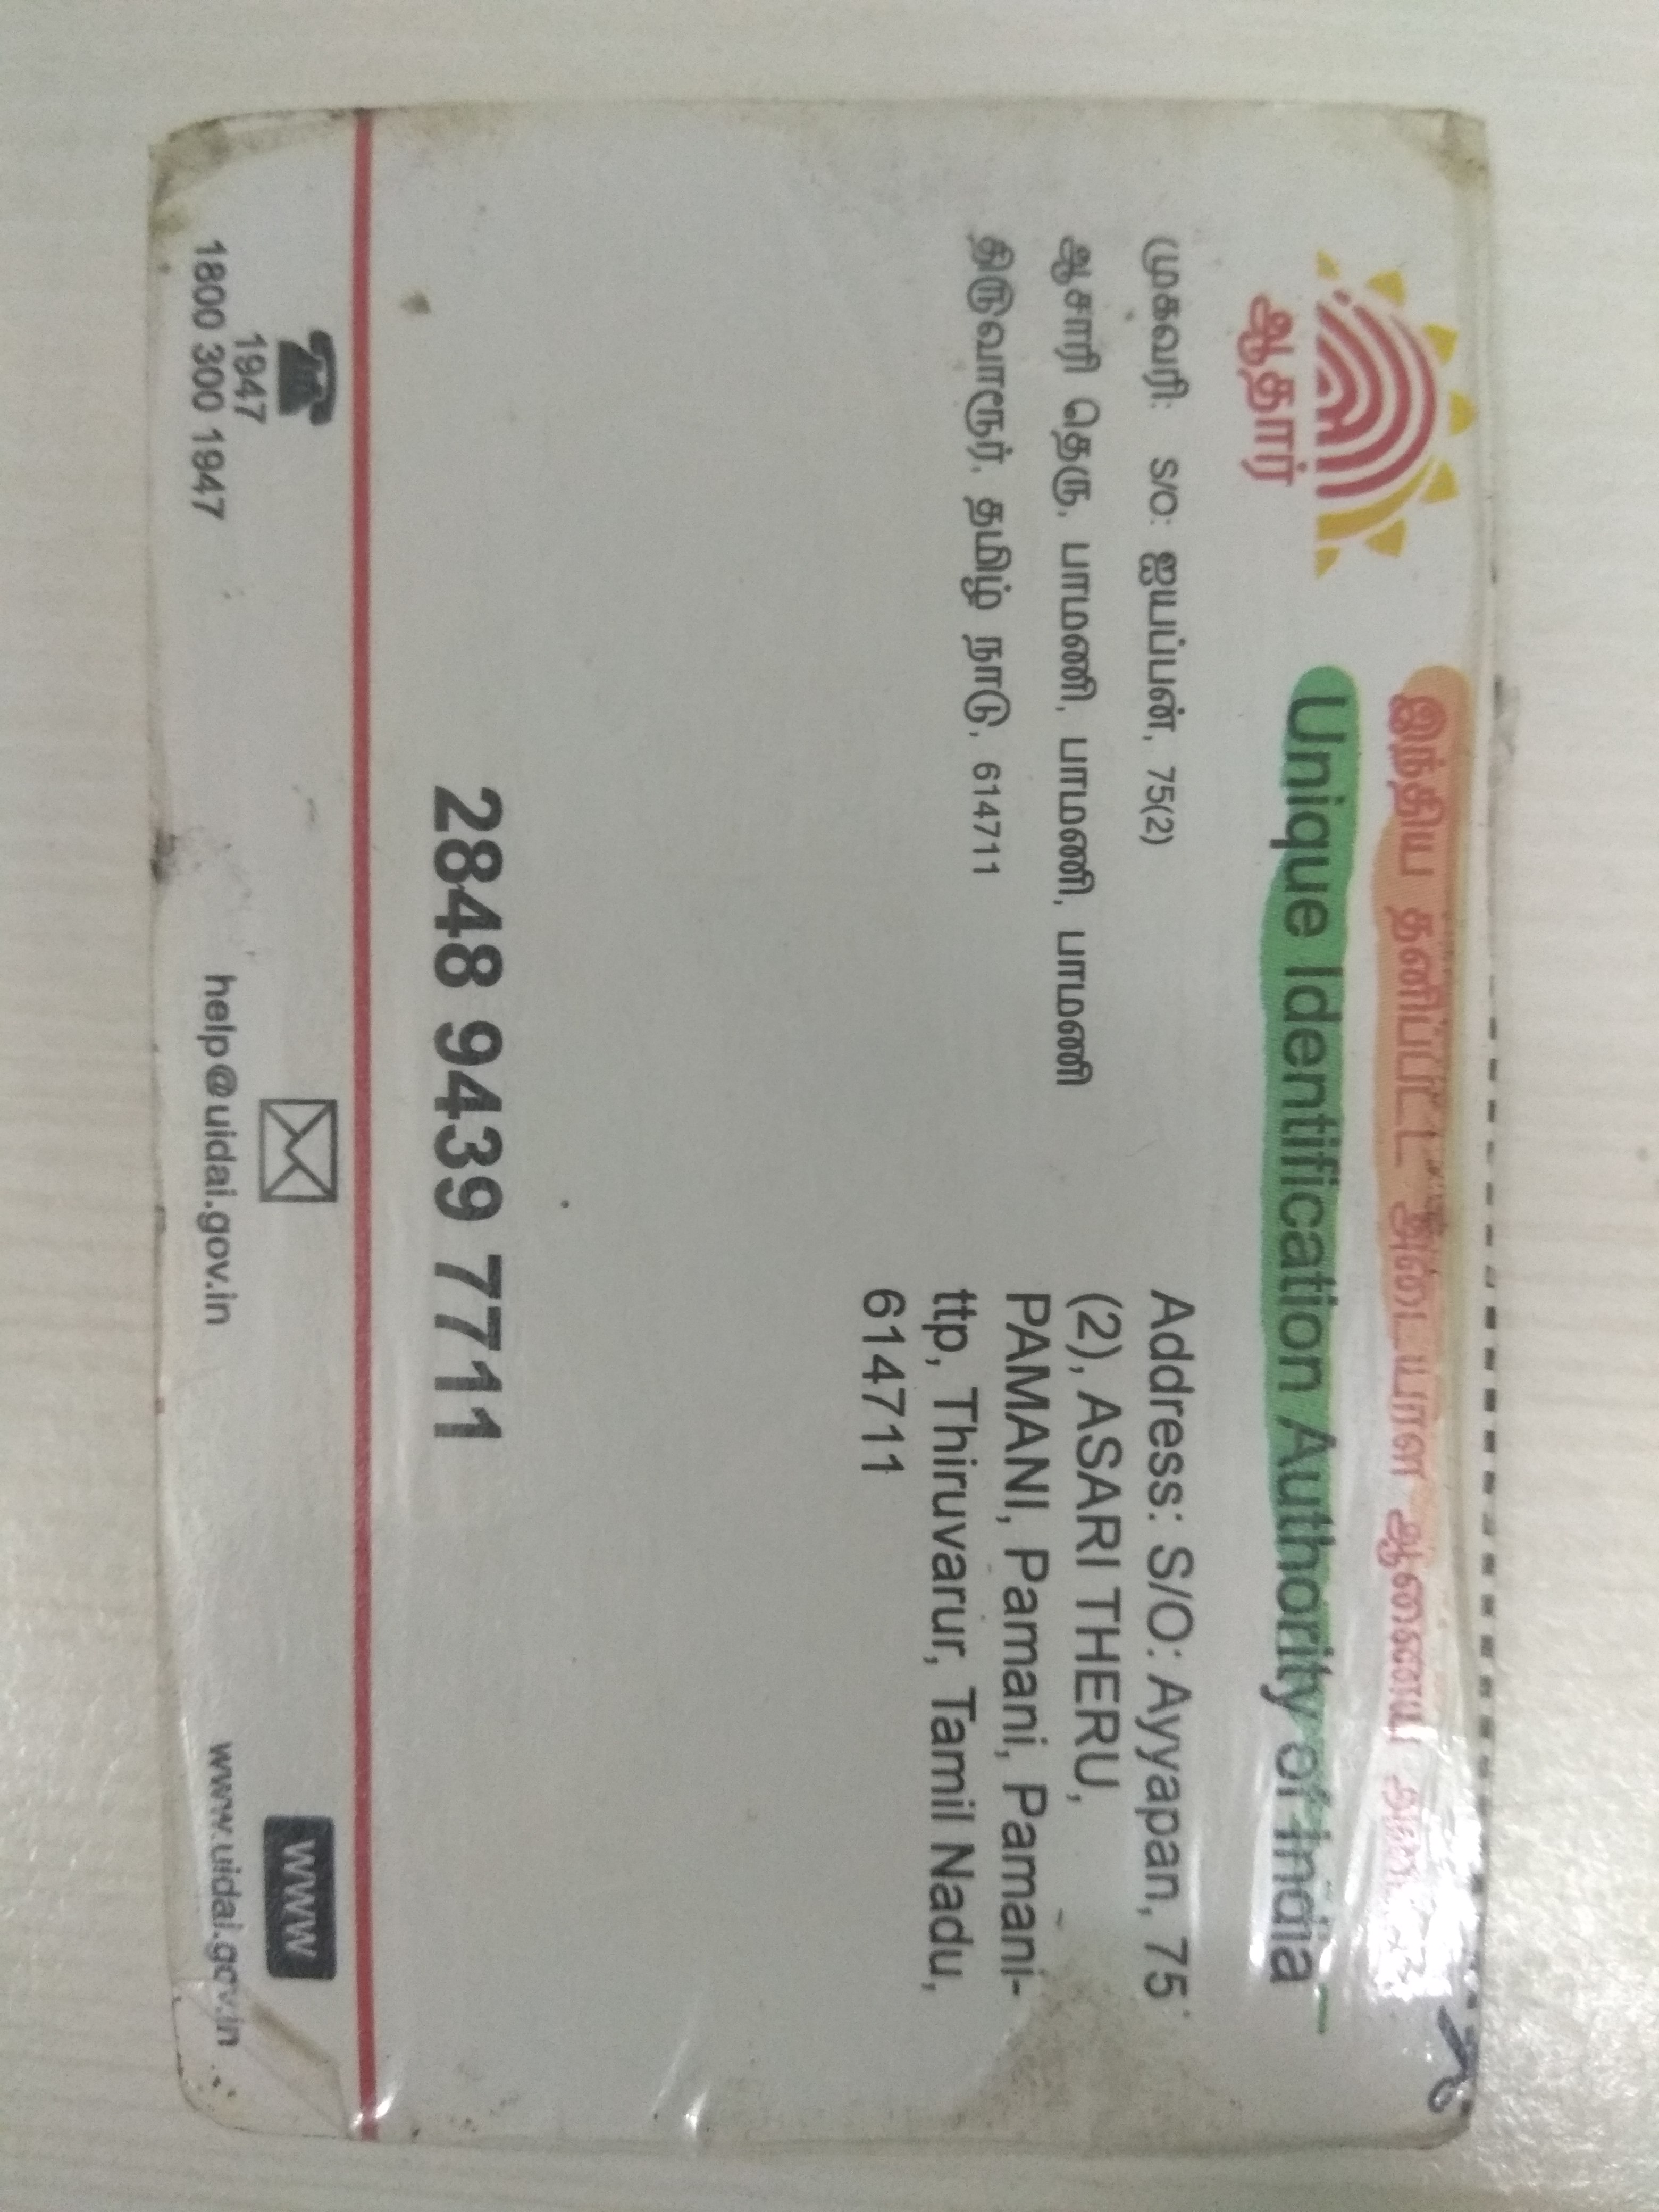 இந்திய தனிப்பட்ட அடையாள ஆணைய
Unique Identification Authority of India
ஆதார்
முகவரி: S/O: ஐயப்பன், 75(2)
ஆசாரி தெரு, பாமணி, பாமணி, பாமணி
திருவாரூர், தமிழ் நாடு, 614711
Address: S/O: Ayyapan, 75
(2), ASARI THERU,
PAMANI, Pamani, Pamani-
ttp, Thiruvarur, Tamil Nadu,
614711
2848 9439 7711
1947
1800 300 1947
help@uidai.gov.in
WWW
www.uidai.gov.in